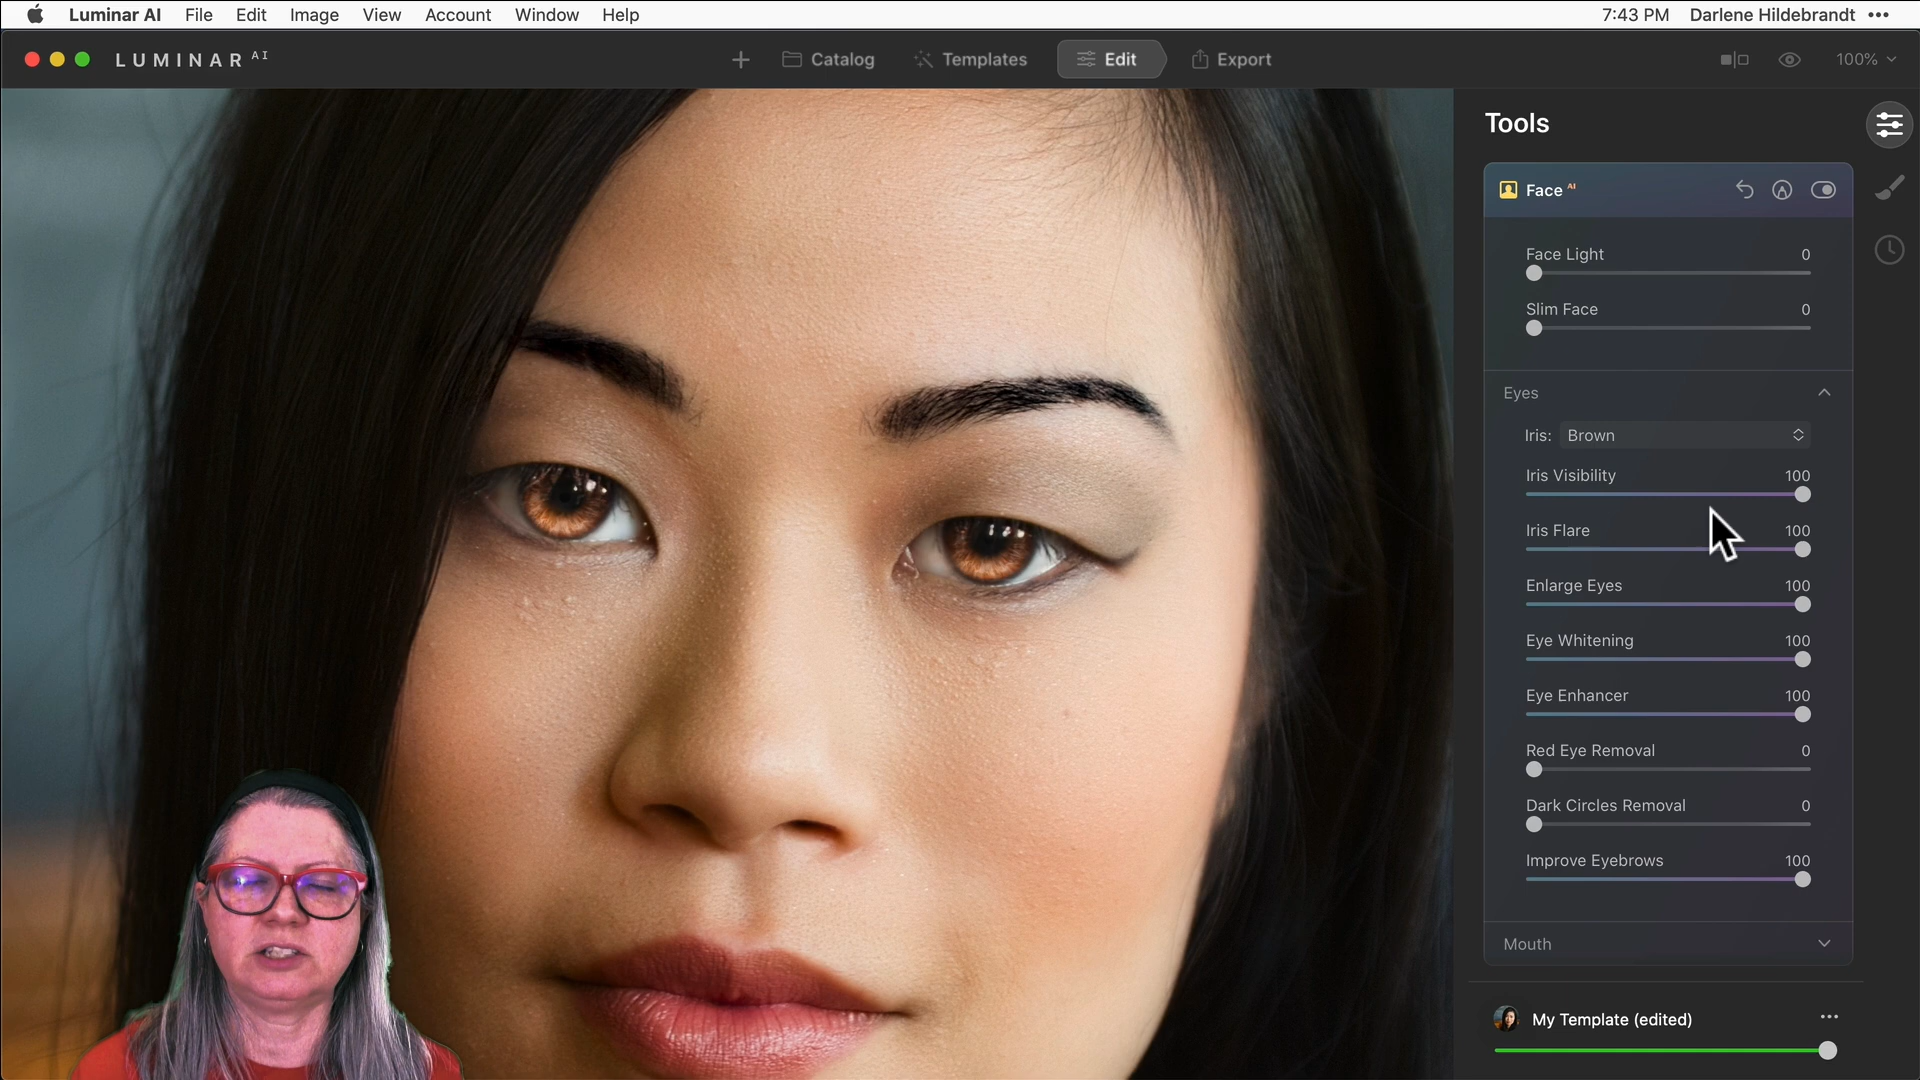 Luminar AI File Edit Image View Account Window Help 7:43 PM Darlene Hildebrandt
LUMINAR AI Catalog Templates Edit Export 100%
Tools
Face AI
Face Light 0
Slim Face 0
Eyes
Iris: Brown
Iris Visibility 100
Iris Flare 100
Enlarge Eyes 100
Eye Whitening 100
Eye Enhancer 100
Red Eye Removal 0
Dark Circles Removal 0
Improve Eyebrows 100
Mouth
My Template (edited)